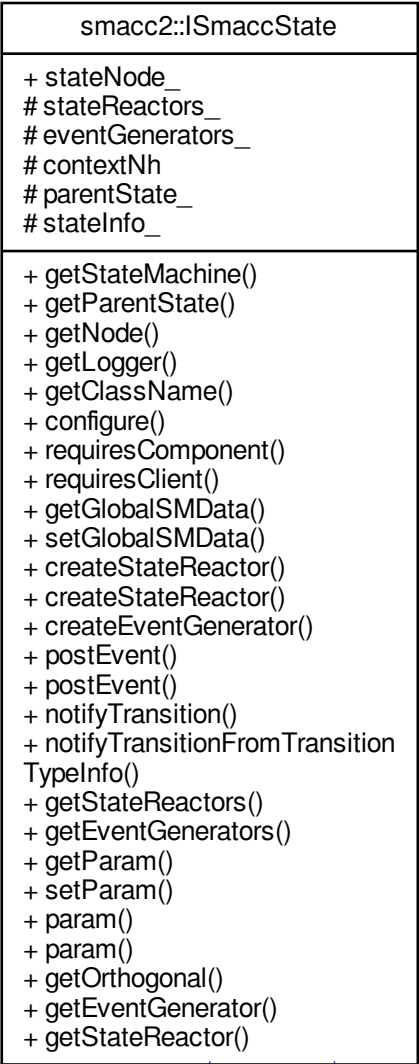 smacc2::ISmaccState
+ stateNode_
# stateReactors_
# eventGenerators_
# contextNh
# parentState_
# stateInfo_
+ getStateMachine()
+ getParentState()
+ getNode()
+ getLogger()
+ getClassName()
+ configure()
+ requiresComponent()
+ requiresClient()
+ getGlobalSMData()
+ setGlobalSMData()
+ createStateReactor()
+ createStateReactor()
+ createEventGenerator()
+ postEvent()
+ postEvent()
+ notifyTransition()
+ notifyTransitionFromTransition
TypeInfo()
+ getStateReactors()
+ getEventGenerators()
+ getParam()
+ setParam()
+ param()
+ param()
+ getOrthogonal()
+ getEventGenerator()
+ getStateReactor()